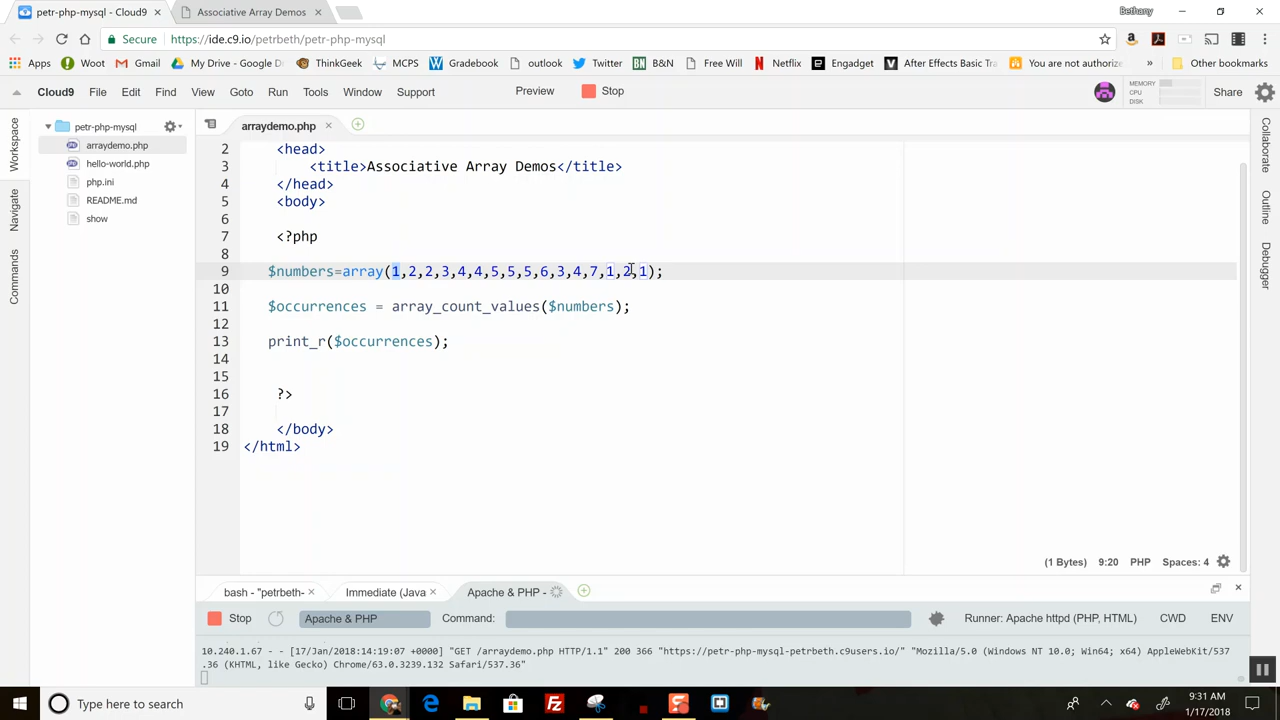 petr-php-mysql - Cloud9
Associative Array Demos
Bethany
Secure
https://ide.c9.io/petrbeth/petr-php-mysql
Apps
Woot
Gmail
My Drive - Google D
ThinkGeek
MCPS
Gradebook
outlook
Twitter
B&N
Free Will
Netflix
Engadget
After Effects Basic Tra
You are not authorize
»
Other bookmarks
Cloud9
File
Edit
Find
View
Goto
Run
Tools
Window
Support
Preview
Stop
MEMORY
CPU
DISK
Share
Workspace
Navigate
Commands
petr-php-mysql
arraydemo.php
hello-world.php
php.ini
README.md
show
arraydemo.php
2 <head>
3 <title>Associative Array Demos</title>
4 </head>
5 <body>
6
7 <?php
8
9 $numbers=array(1,2,2,3,4,4,5,5,5,6,3,4,7,1,2,1);
10
11 $occurrences = array_count_values($numbers);
12
13 print_r($occurrences);
14
15
16 ?>
17
18 </body>
19 </html>
(1 Bytes) 9:20 PHP Spaces: 4
Collaborate
Outline
Debugger
bash - "petrbeth-
Immediate (Javas
Apache & PHP -
Stop
Apache & PHP
Command:
Runner: Apache httpd (PHP, HTML)
CWD
ENV
10.240.1.67 - - [17/Jan/2018:14:19:07 +0000] "GET /arraydemo.php HTTP/1.1" 200 366 "https://petr-php-mysql-petrbeth.c9users.io/" "Mozilla/5.0 (Windows NT 10.0; Win64; x64) AppleWebKit/537
.36 (KHTML, like Gecko) Chrome/63.0.3239.132 Safari/537.36"
Type here to search
9:31 AM
1/17/2018